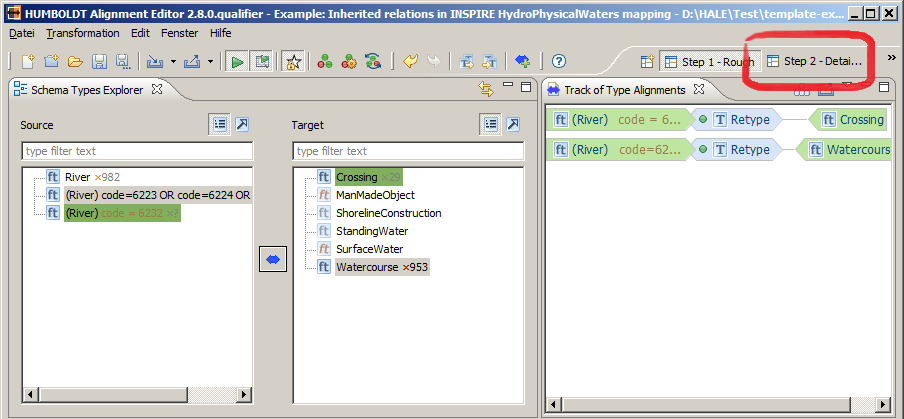 HUMBOLDT Alignment Editor 2.8.0.qualifier - Example: Inherited relations in INSPIRE HydroPhysicalWaters mapping - D:\HALE\Test\template-ex...
Datei Transformation Edit Fenster Hilfe
Step 1 - Rough
Step 2 - Detai...
Schema Types Explorer
Source
Target
type filter text
type filter text
ft River ×982
ft (River) code=6223 OR code=6224 OR
ft (River) code = 6232 ×?
ft Crossing ×29
ft ManMadeObject
ft ShorelineConstruction
ft StandingWater
ft SurfaceWater
ft Watercourse ×953
Track of Type Alignments
ft (River) code = 6... T Retype ft Crossing
ft (River) code=62... T Retype ft Watercours